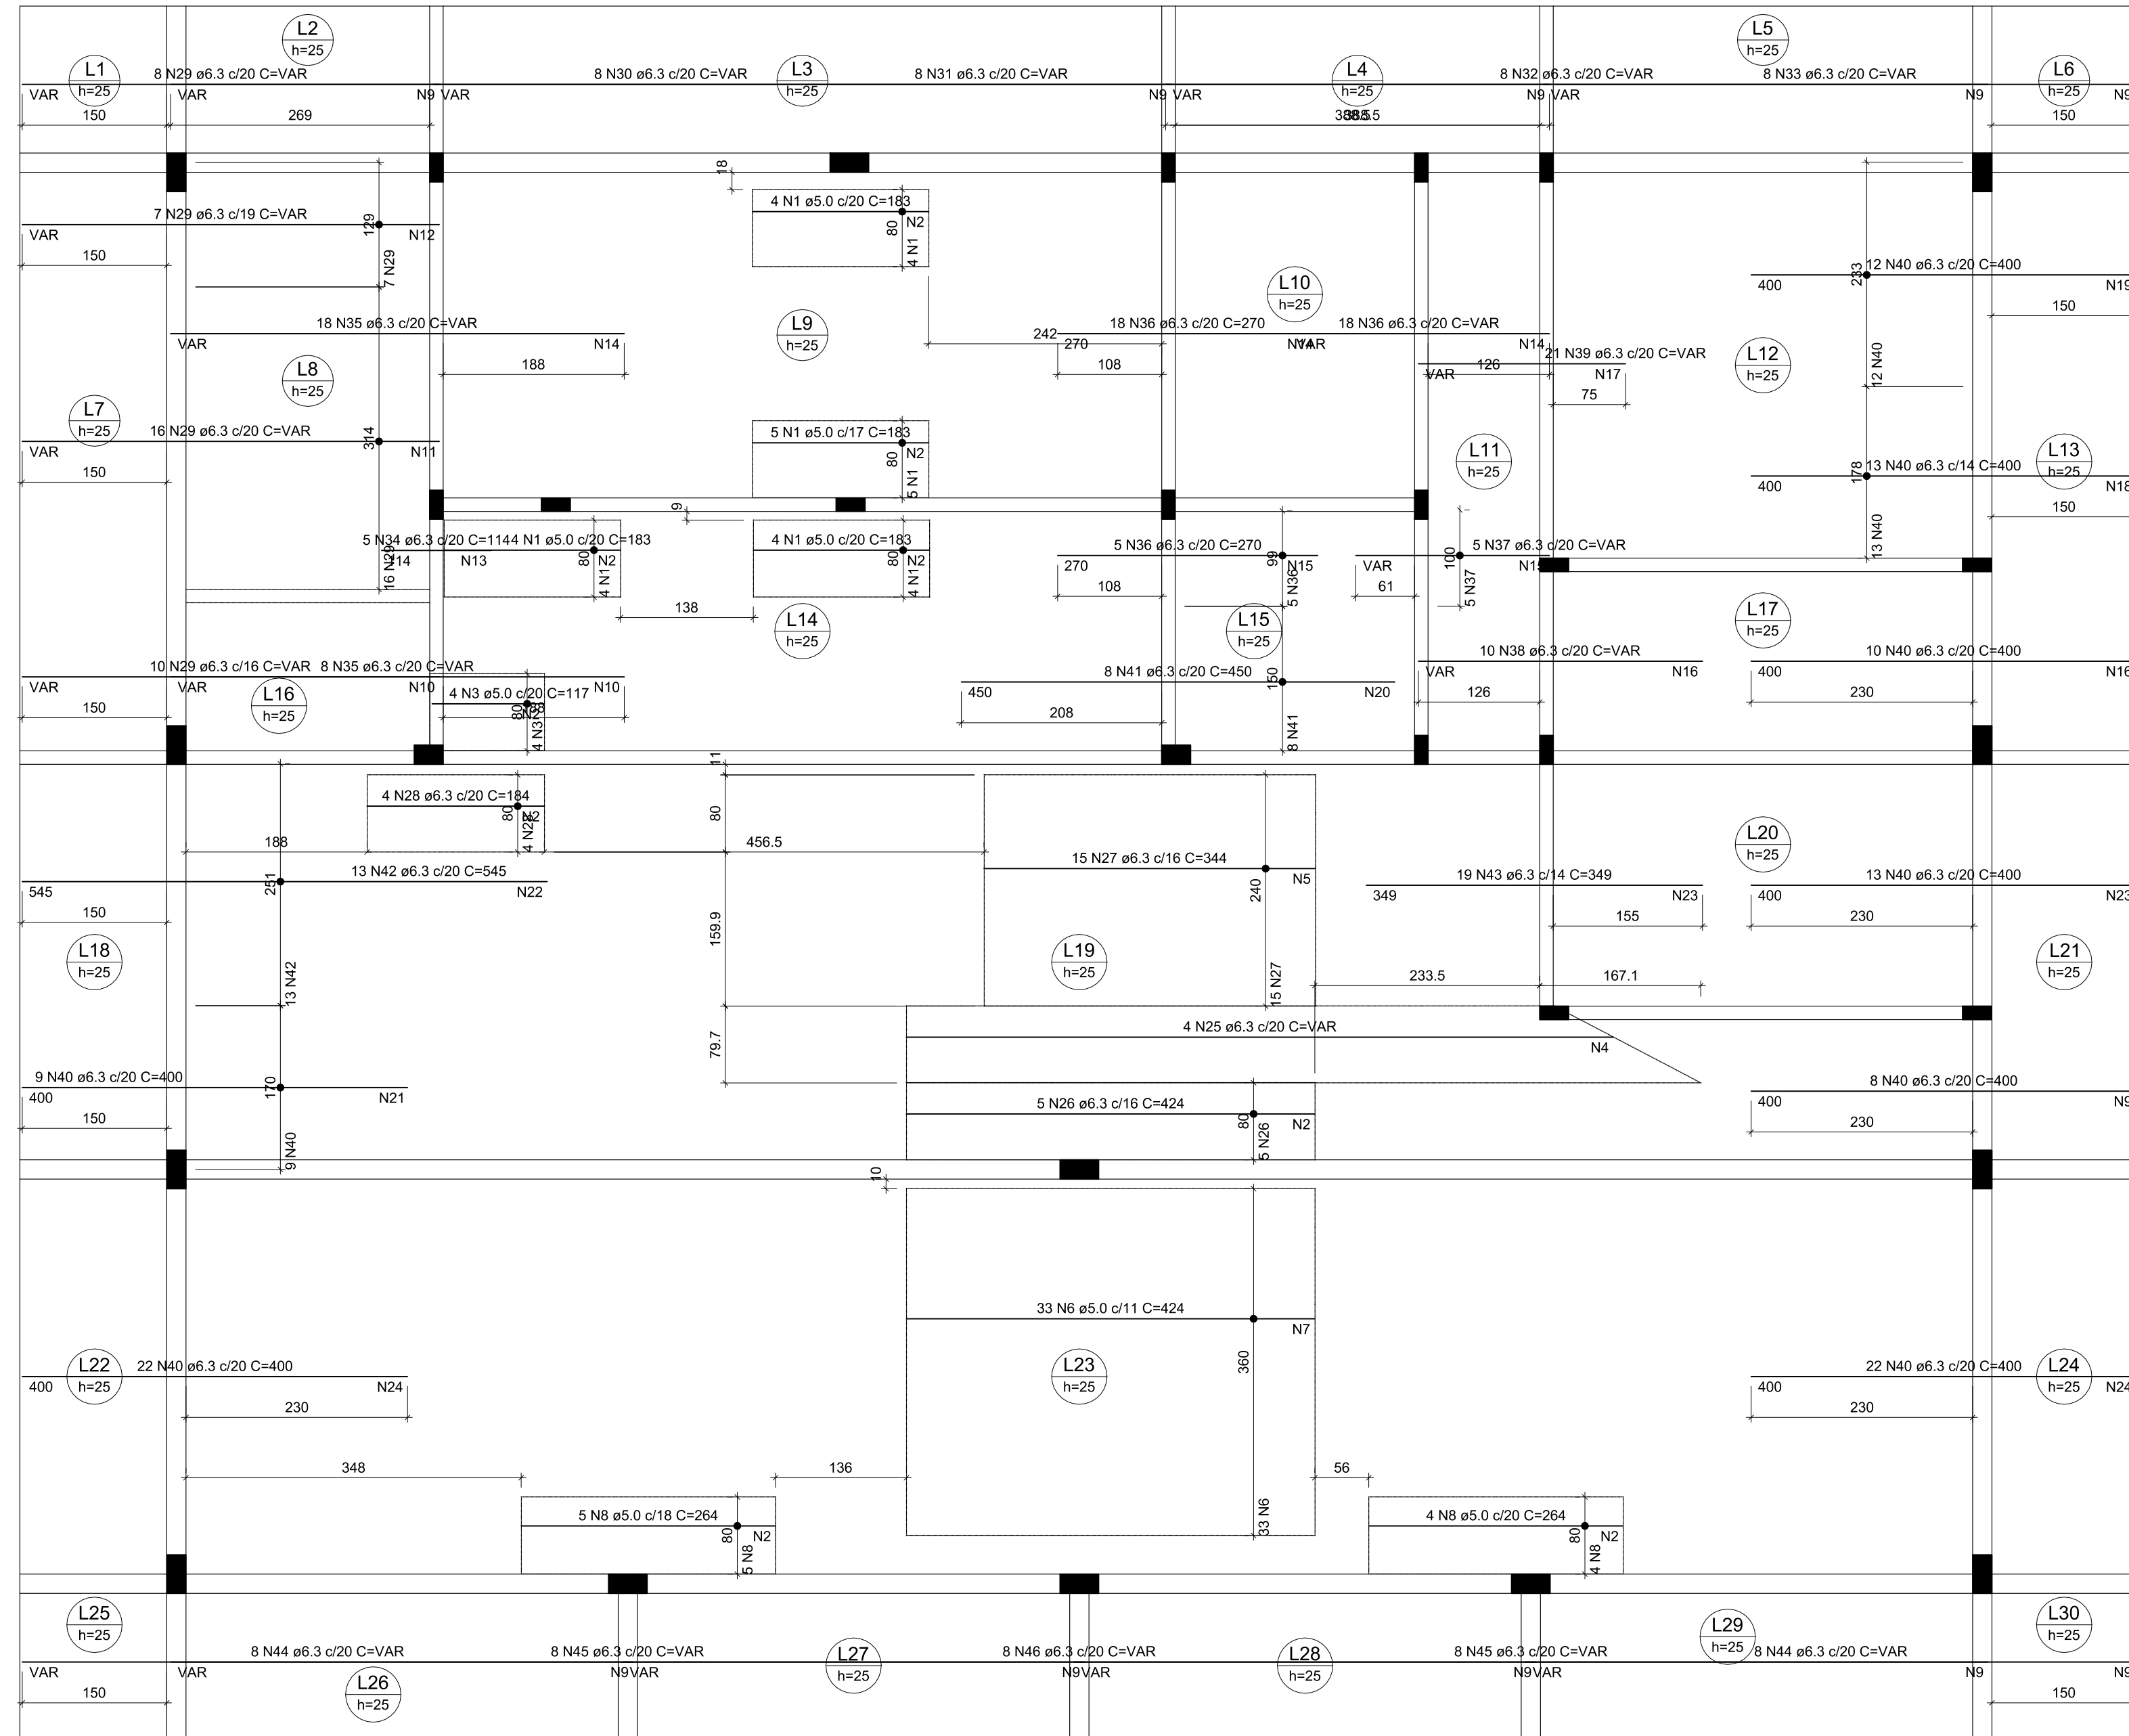 L2
h=25
L5
h=25
L1
h=25
8 N29 ø6.3 c/20 C=VAR
8 N30 ø6.3 c/20 C=VAR
L3
h=25
8 N31 ø6.3 c/20 C=VAR
L4
h=25
8 N32 ø6.3 c/20 C=VAR
8 N33 ø6.3 c/20 C=VAR
L6
h=25
VAR
VAR
N9 VAR
N9 VAR
N9 VAR
N9
N9
150
269
150
18
4 N1 ø5.0 c/20 C=183
N2
80
4 N1
7 N29 ø6.3 c/19 C=VAR
VAR
N12
129
7 N29
150
12 N40 ø6.3 c/20 C=400
400
N19
233
12 N40
150
L10
h=25
18 N35 ø6.3 c/20 C=VAR
VAR
N14
188
L9
h=25
242
18 N36 ø6.3 c/20 C=270
18 N36 ø6.3 c/20 C=VAR
270
N14
VAR
N14
108
126
21 N39 ø6.3 c/20 C=VAR
VAR
N17
75
L12
h=25
L8
h=25
L7
h=25
16 N29 ø6.3 c/20 C=VAR
VAR
N11
314
16 N29
150
5 N1 ø5.0 c/17 C=183
N2
80
5 N1
L11
h=25
13 N40 ø6.3 c/14 C=400
400
N18
178
13 N40
L13
h=25
150
9
5 N34 ø6.3 c/20 C=114
4 N1 ø5.0 c/20 C=183
114
N13
N2
80
4 N1
4 N1 ø5.0 c/20 C=183
N2
80
4 N1
138
5 N36 ø6.3 c/20 C=270
270
N15
99
5 N36
108
5 N37 ø6.3 c/20 C=VAR
VAR
N15
100
5 N37
61
L14
h=25
L15
h=25
L17
h=25
10 N29 ø6.3 c/16 C=VAR
8 N35 ø6.3 c/20 C=VAR
VAR
VAR
N10
N10
150
L16
h=25
4 N3 ø5.0 c/20 C=117
N2
80
4 N3
188
8 N41 ø6.3 c/20 C=450
450
N20
150
8 N41
208
10 N38 ø6.3 c/20 C=VAR
VAR
N16
126
10 N40 ø6.3 c/20 C=400
400
N16
230
11
4 N28 ø6.3 c/20 C=184
N2
80
4 N28
80
188
456.5
13 N42 ø6.3 c/20 C=545
545
N22
251
13 N42
150
15 N27 ø6.3 c/16 C=344
N5
240
15 N27
L20
h=25
19 N43 ø6.3 c/14 C=349
349
N23
155
13 N40 ø6.3 c/20 C=400
400
N23
230
159.9
L18
h=25
L19
h=25
L21
h=25
233.5
167.1
4 N25 ø6.3 c/20 C=VAR
N4
79.7
9 N40 ø6.3 c/20 C=400
400
N21
170
9 N40
150
5 N26 ø6.3 c/16 C=424
N2
80
5 N26
8 N40 ø6.3 c/20 C=400
400
N9
230
10
33 N6 ø5.0 c/11 C=424
N7
360
33 N6
L22
h=25
22 N40 ø6.3 c/20 C=400
400
N24
230
L23
h=25
22 N40 ø6.3 c/20 C=400
400
N24
L24
h=25
230
348
136
56
5 N8 ø5.0 c/18 C=264
N2
80
5 N8
4 N8 ø5.0 c/20 C=264
N2
80
4 N8
L25
h=25
L30
h=25
8 N44 ø6.3 c/20 C=VAR
8 N45 ø6.3 c/20 C=VAR
L27
h=25
8 N46 ø6.3 c/20 C=VAR
L28
h=25
8 N45 ø6.3 c/20 C=VAR
L29
h=25
8 N44 ø6.3 c/20 C=VAR
VAR
VAR
N9VAR
N9VAR
N9VAR
N9
N9
L26
h=25
150
150